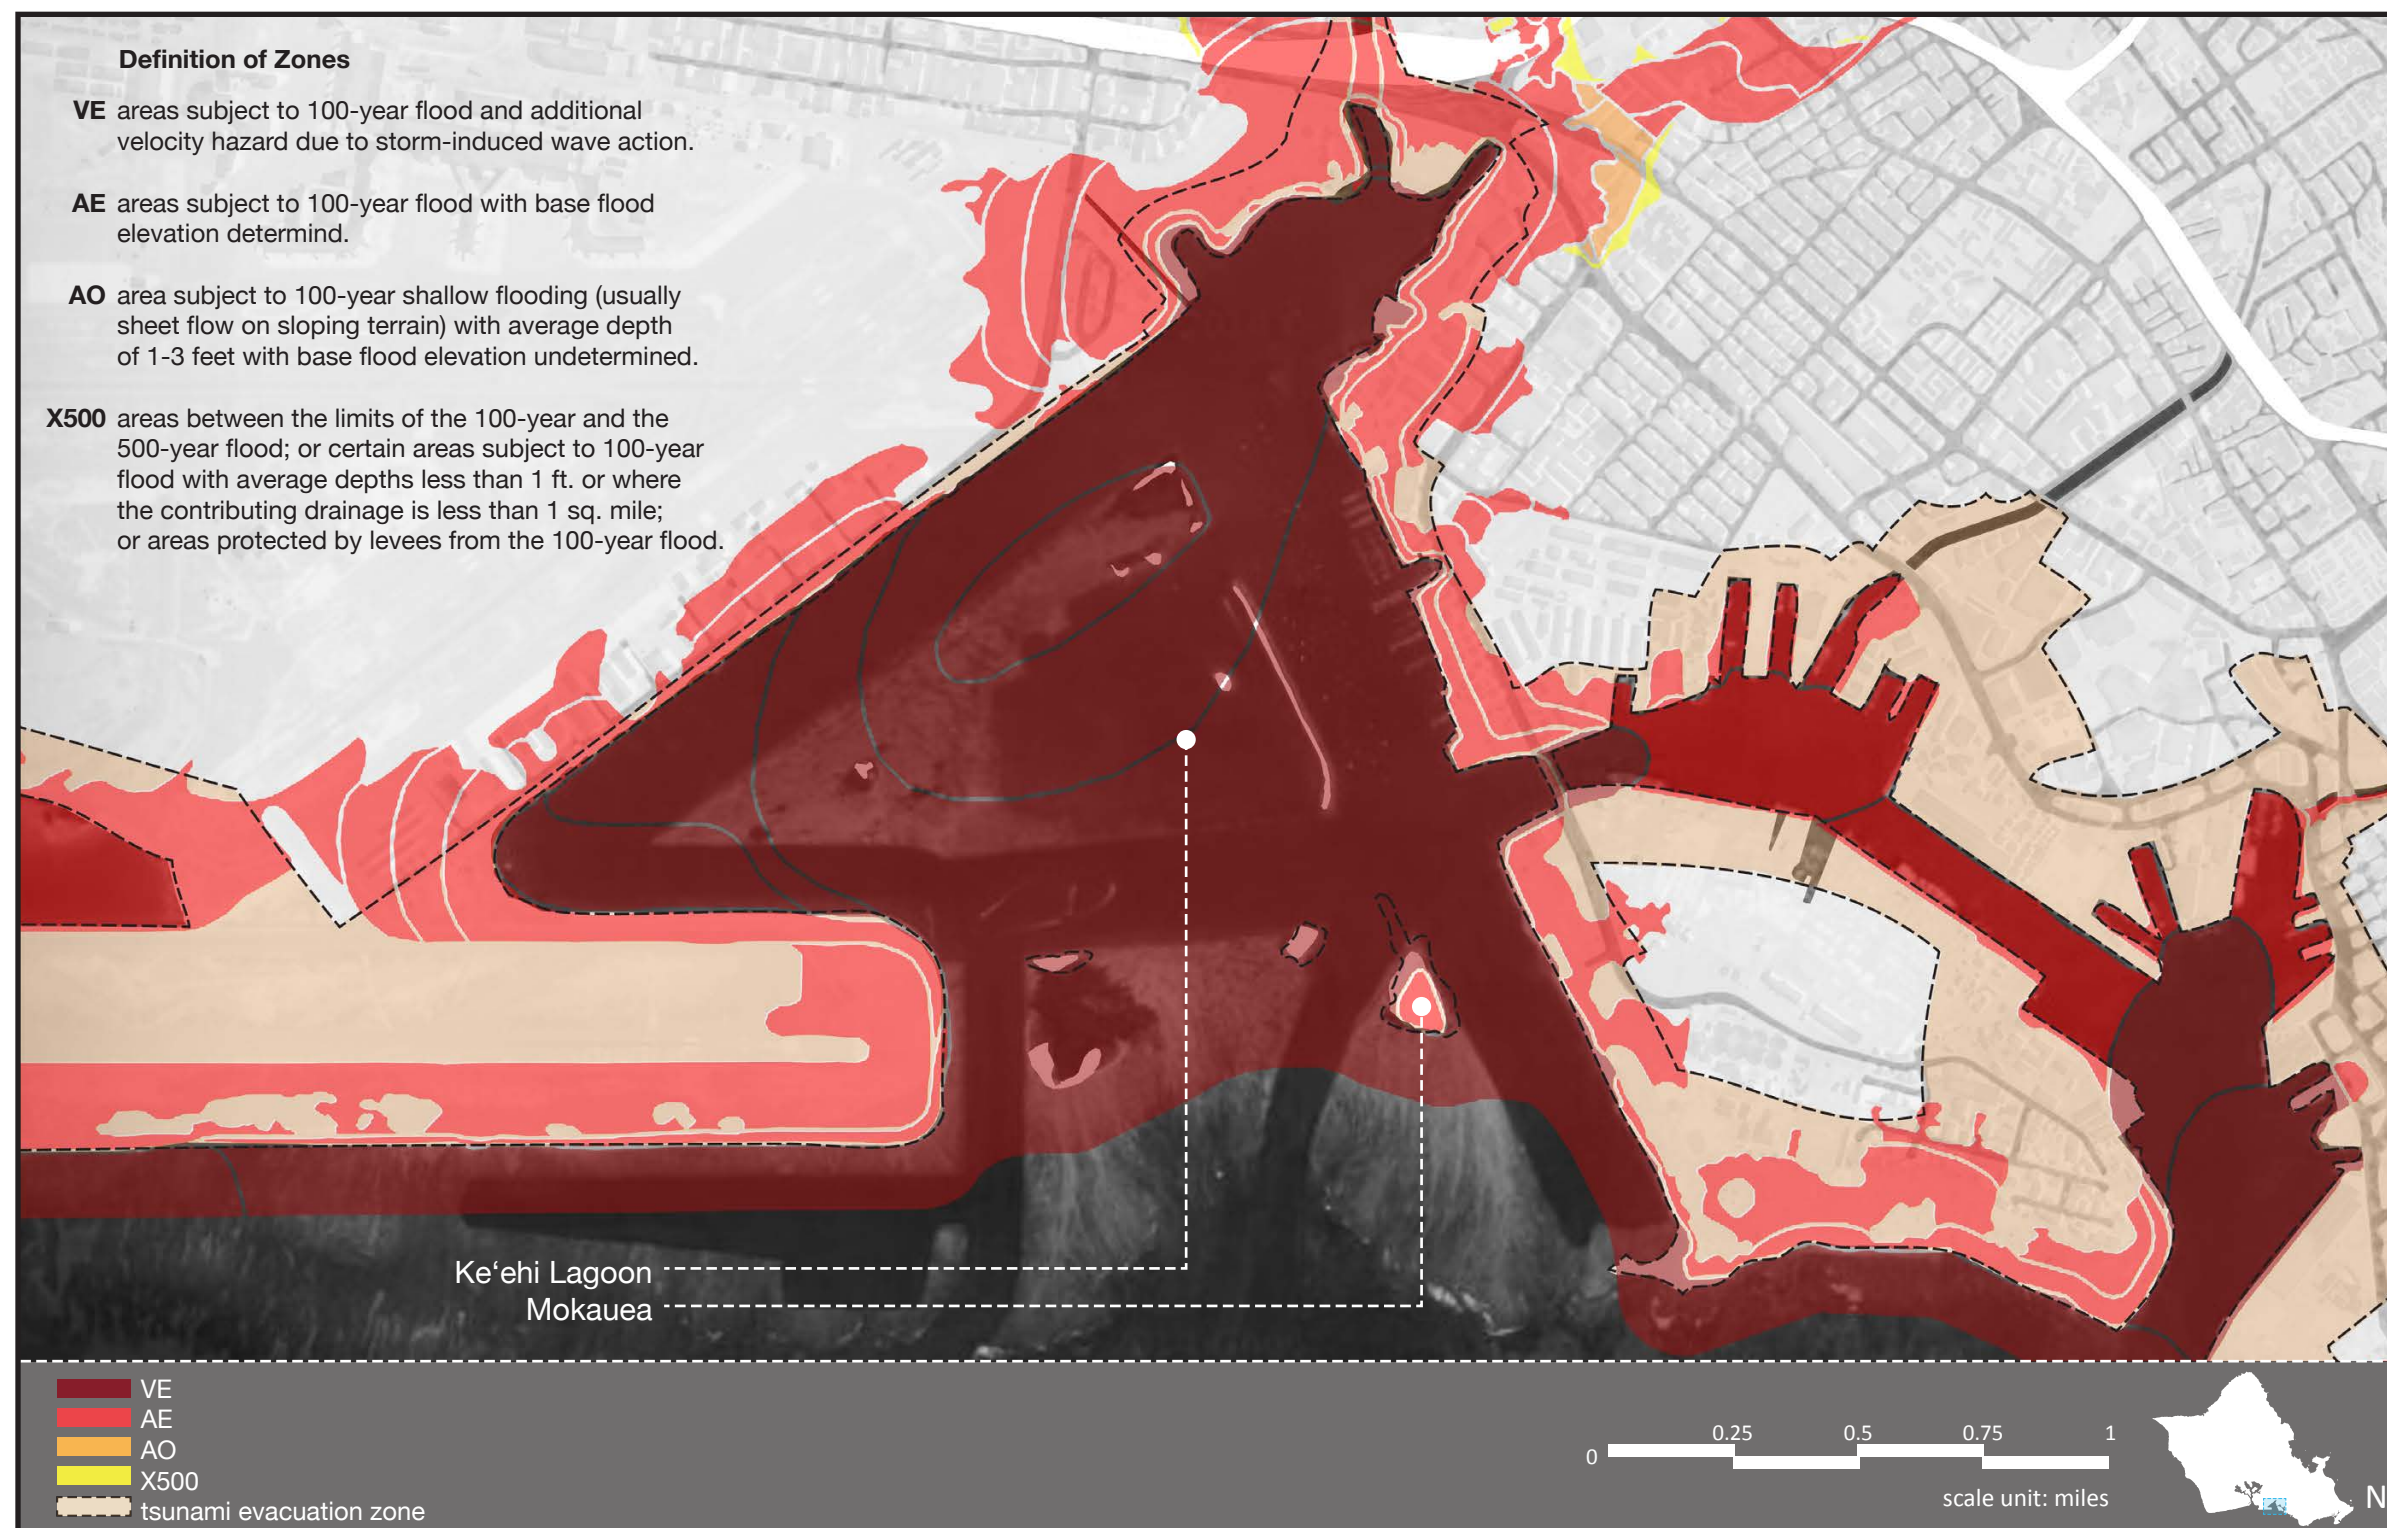 Definition of Zones
VE areas subject to 100-year flood and additional
velocity hazard due to storm-induced wave action.
AE areas subject to 100-year flood with base flood
elevation determind.
AO area subject to 100-year shallow flooding (usually
sheet flow on sloping terrain) with average depth
of 1-3 feet with base flood elevation undetermined.
X500 areas between the limits of the 100-year and the
500-year flood; or certain areas subject to 100-year
flood with average depths less than 1 ft. or where
the contributing drainage is less than 1 sq. mile;
or areas protected by levees from the 100-year flood.
Ke‘ehi Lagoon
Mokauea
VE
AE
AO
X500
tsunami evacuation zone
0 0.25 0.5 0.75 1
scale unit: miles
N